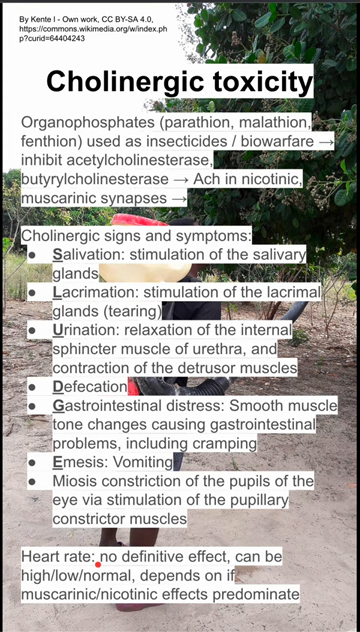 By Kente I - Own work, CC BY-SA 4.0,
https://commons.wikimedia.org/w/index.ph
p?curid=64404243
Cholinergic toxicity
Organophosphates (parathion, malathion,
fenthion) used as insecticides / biowarfare →
inhibit acetylcholinesterase,
butyrylcholinesterase → Ach in nicotinic,
muscarinic synapses →
Cholinergic signs and symptoms:
● Salivation: stimulation of the salivary
glands
● Lacrimation: stimulation of the lacrimal
glands (tearing)
● Urination: relaxation of the internal
sphincter muscle of urethra, and
contraction of the detrusor muscles
● Defecation
● Gastrointestinal distress: Smooth muscle
tone changes causing gastrointestinal
problems, including cramping
● Emesis: Vomiting
● Miosis constriction of the pupils of the
eye via stimulation of the pupillary
constrictor muscles
Heart rate: no definitive effect, can be
high/low/normal, depends on if
muscarinic/nicotinic effects predominate